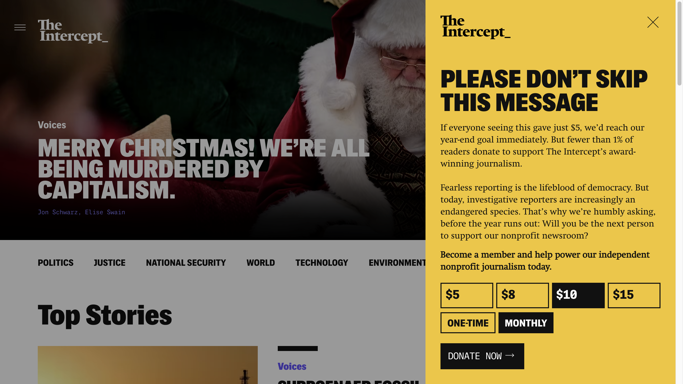 The
Intercept_
Voices
MERRY CHRISTMAS! WE'RE ALL
BEING MURDERED BY
CAPITALISM.
Jon Schwarz, Elise Swain
POLITICS JUSTICE NATIONAL SECURITY WORLD TECHNOLOGY ENVIRONMENT
Top Stories
Voices
The
Intercept_
PLEASE DON'T SKIP
THIS MESSAGE
If everyone seeing this gave just $5, we'd reach our
year-end goal immediately. But fewer than 1% of
readers donate to support The Intercept's award-
winning journalism.
Fearless reporting is the lifeblood of democracy. But
today, investigative reporters are increasingly an
endangered species. That's why we're humbly asking,
before the year runs out: Will you be the next person
to support our nonprofit newsroom?
Become a member and help power our independent
nonprofit journalism today.
$5 $8 $10 $15
ONE-TIME MONTHLY
DONATE NOW →